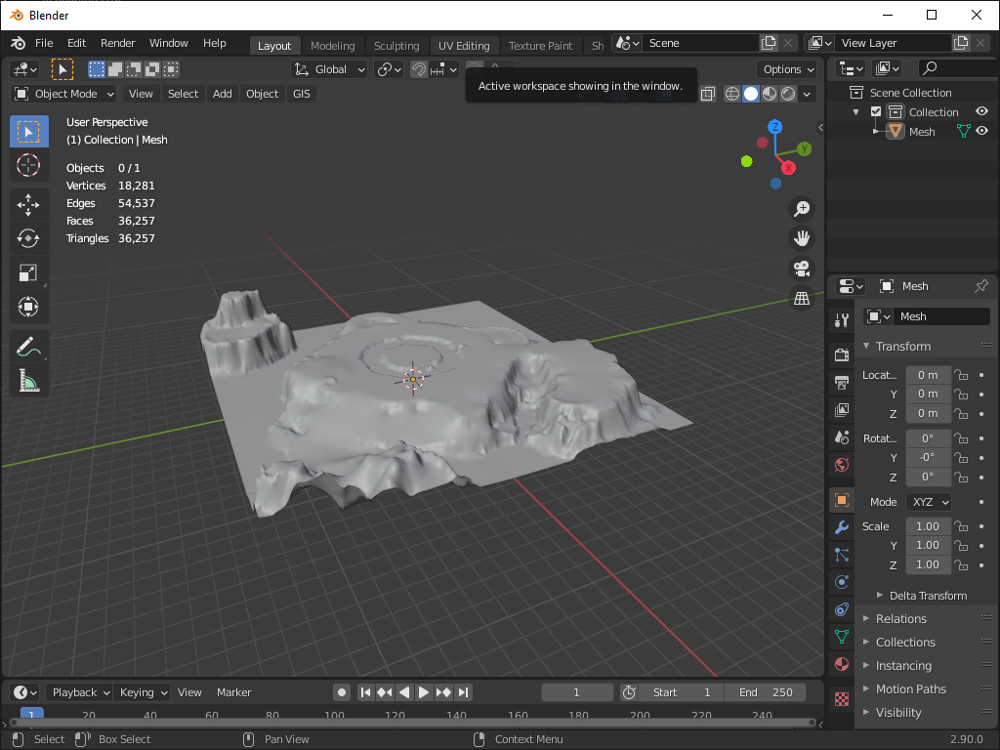 Blender
File Edit Render Window Help Layout Modeling Sculpting UV Editing Texture Paint Sh Scene View Layer
Global Options
Active workspace showing in the window.
Object Mode View Select Add Object GIS
User Perspective
(1) Collection | Mesh
Objects 0 / 1
Vertices 18,281
Edges 54,537
Faces 36,257
Triangles 36,257
Z
Y
X
Scene Collection
Collection
Mesh
Mesh
Mesh
Transform
Locat... 0 m
Y 0 m
Z 0 m
Rotat... 0°
Y -0°
Z 0°
Mode XYZ
Scale 1.00
Y 1.00
Z 1.00
Delta Transform
Relations
Collections
Instancing
Motion Paths
Visibility
Playback Keying View Marker 1 Start 1 End 250
1 20 40 60 80 100 120 140 160 180 200 220 240
Select Box Select Pan View Context Menu 2.90.0